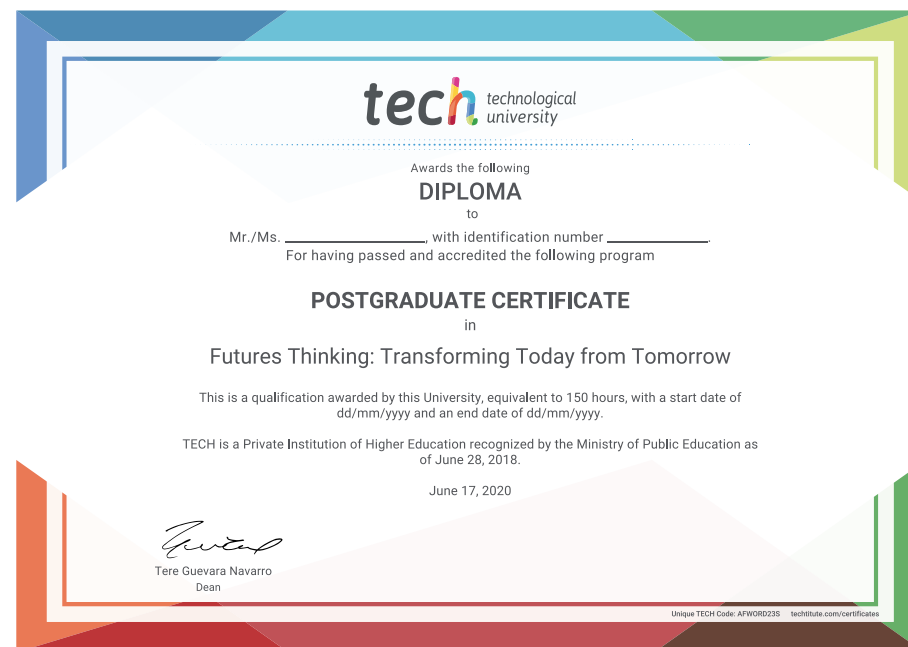 tech technological
university
Awards the following
DIPLOMA
to
Mr./Ms. ____________, with identification number ____________.
For having passed and accredited the following program
POSTGRADUATE CERTIFICATE
in
Futures Thinking: Transforming Today from Tomorrow
This is a qualification awarded by this University, equivalent to 150 hours, with a start date of
dd/mm/yyyy and an end date of dd/mm/yyyy.
TECH is a Private Institution of Higher Education recognized by the Ministry of Public Education as
of June 28, 2018.
June 17, 2020
Tere Guevara Navarro
Dean
Unique TECH Code: AFWORD23S techtitute.com/certificates